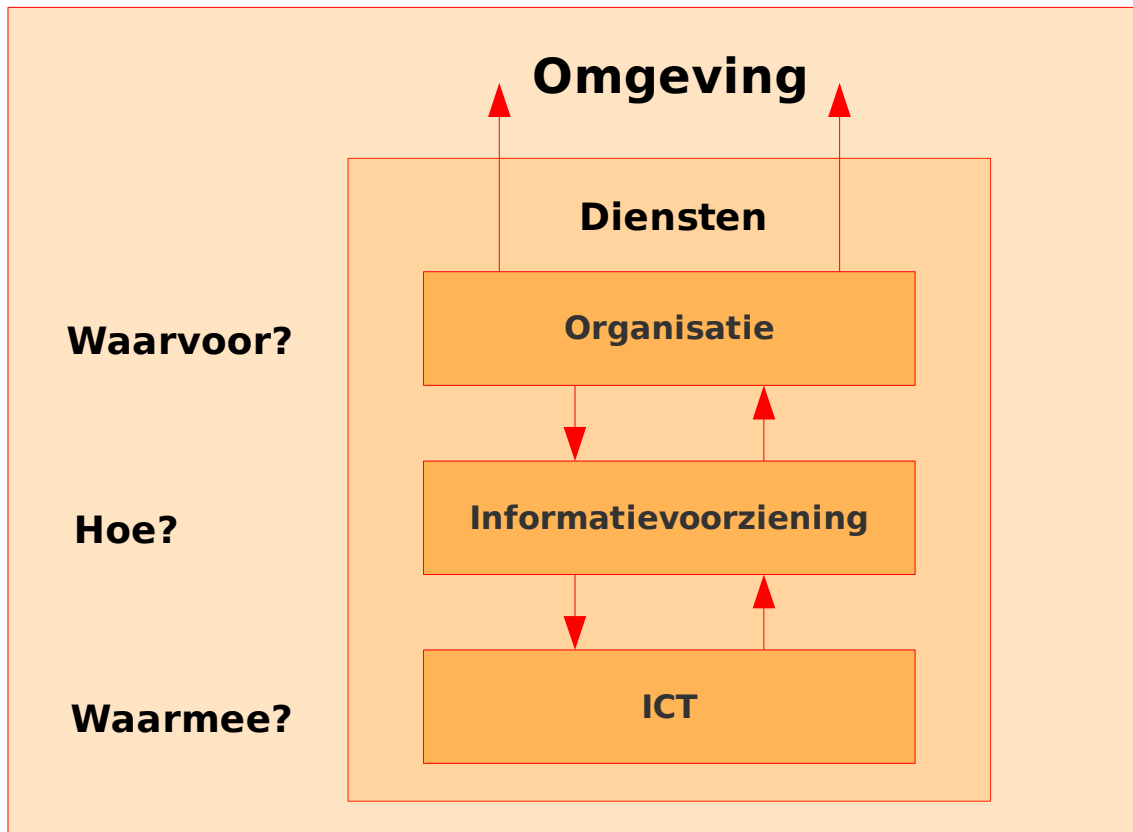 Omgeving
Diensten
Waarvoor?
Organisatie
Hoe?
Informatievoorziening
Waarmee?
ICT